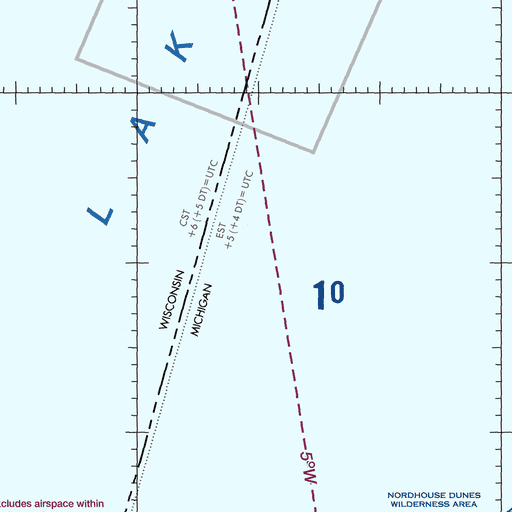 K
A
L
CST
+6 (+5 DT) = UTC
EST
+5 (+4 DT) = UTC
WISCONSIN
MICHIGAN
10
5°W
cludes airspace within
NORDHOUSE DUNES
WILDERNESS AREA